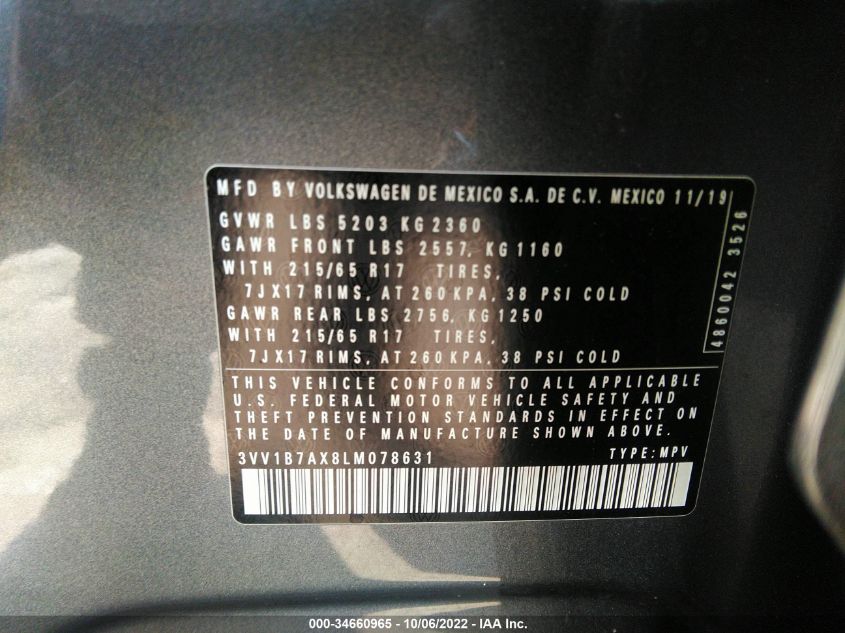 MFD BY VOLKSWAGEN DE MEXICO S.A. DE C.V. MEXICO 11/19
GVWR LBS 5203 KG 2360
GAWR FRONT LBS 2557, KG 1160
WITH 215/65 R17 TIRES,
7JX17 RIMS, AT 260 KPA, 38 PSI COLD
GAWR REAR LBS 2756, KG 1250
WITH 215/65 R17 TIRES,
7JX17 RIMS, AT 260 KPA, 38 PSI COLD
4860042 3526
THIS VEHICLE CONFORMS TO ALL APPLICABLE
U.S. FEDERAL MOTOR VEHICLE SAFETY AND
THEFT PREVENTION STANDARDS IN EFFECT ON
THE DATE OF MANUFACTURE SHOWN ABOVE.
3VV1B7AX8LM078631 TYPE: MPV
000-34660965 - 10/06/2022 - IAA Inc.